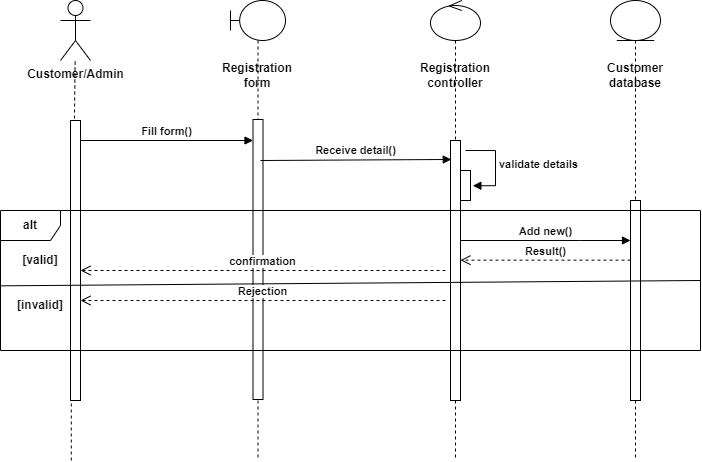 Customer/Admin
Registration
form
Registration
controller
Customer
database
Fill form()
Receive detail()
validate details
alt
Add new()
[valid]
Result()
confirmation
Rejection
[invalid]